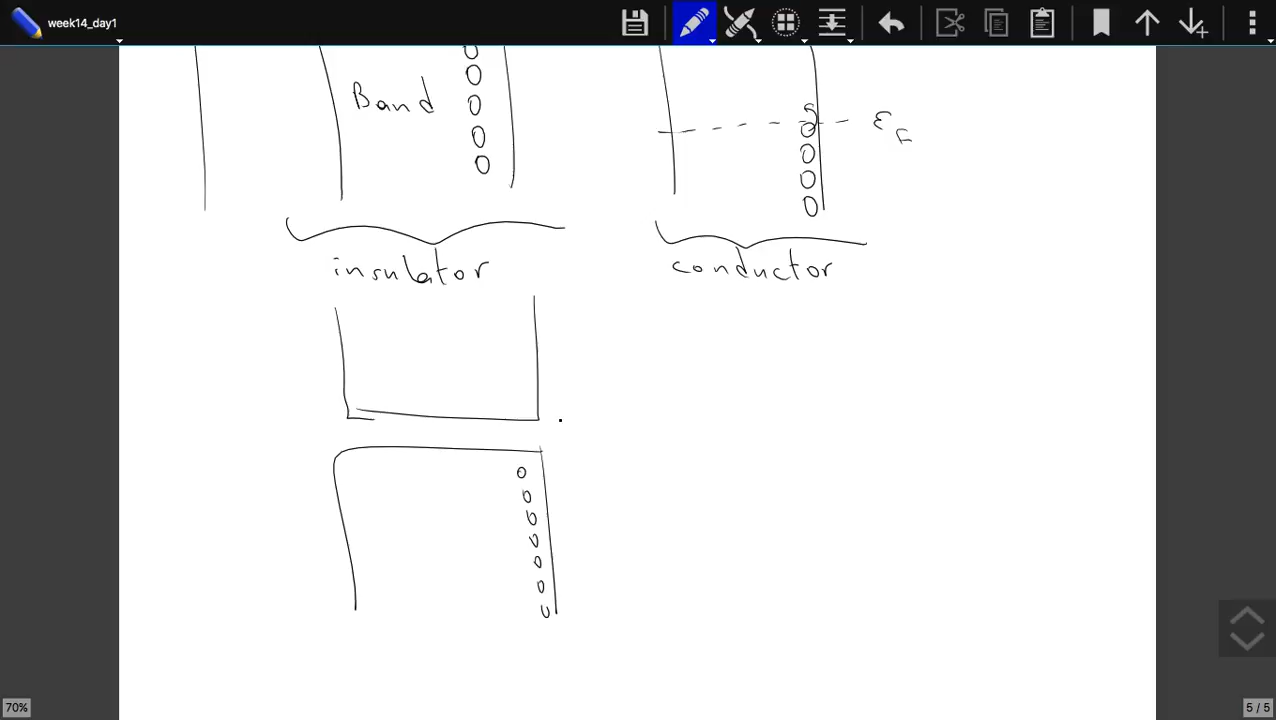 week14_day1
Band
ε_F
insulator
conductor
70%
5 / 5